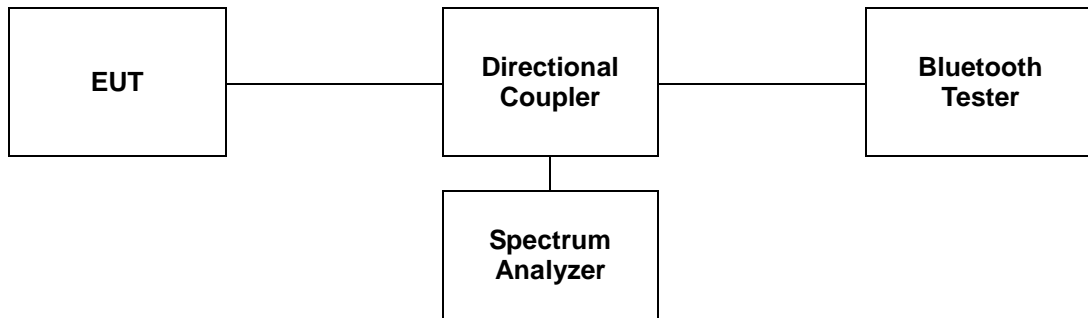 EUT
Directional
Coupler
Bluetooth
Tester
Spectrum
Analyzer